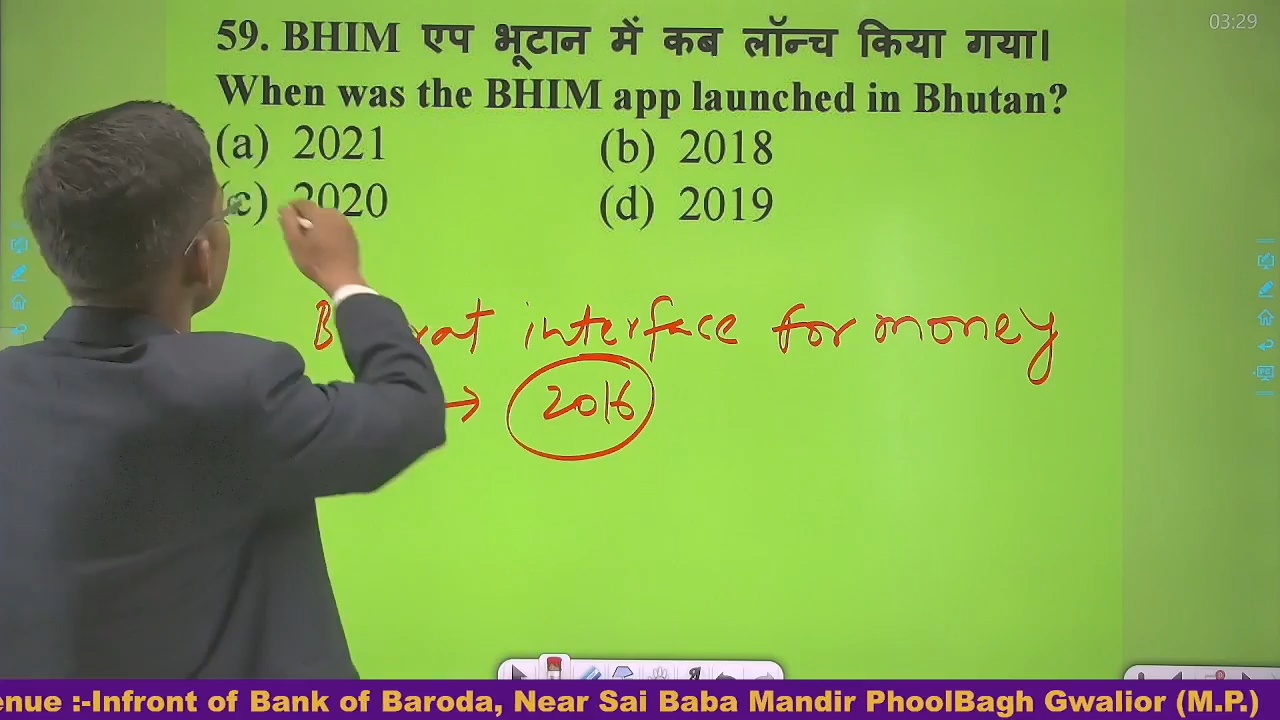 03:29
59. BHIM एप भूटान में कब लॉन्च किया गया।
When was the BHIM app launched in Bhutan?
(a) 2021 (b) 2018
(c) 2020 (d) 2019
interface for money
→ 2016
:-Infront of Bank of Baroda, Near Sai Baba Mandir PhoolBagh Gwalior (M.P.)